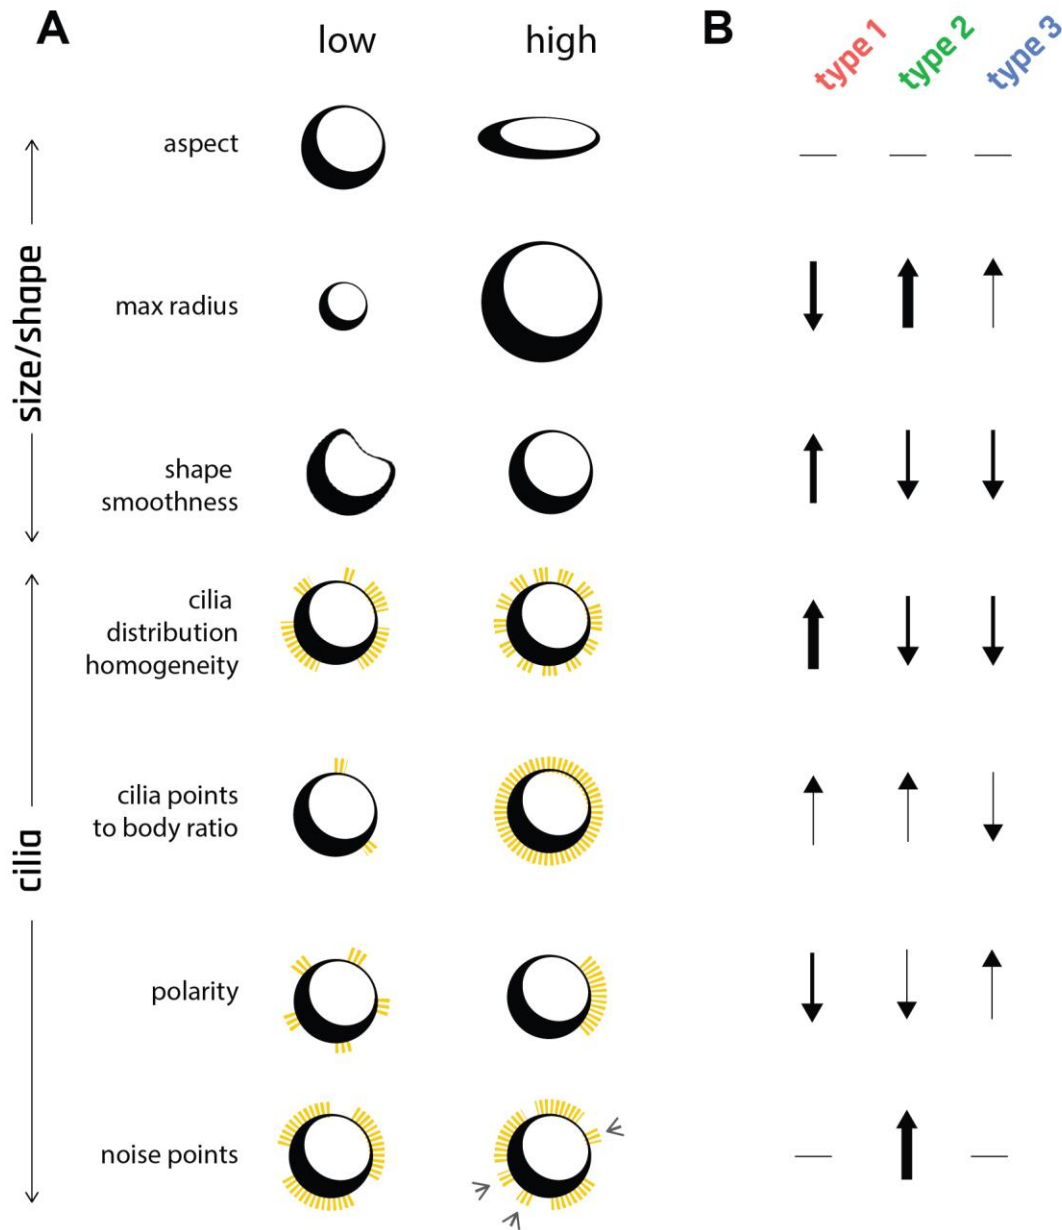 A
low
high
B
type 1
type 2
type 3
size/shape
aspect
max radius
shape
smoothness
cilia
cilia
distribution
homogeneity
cilia points
to body ratio
polarity
noise points